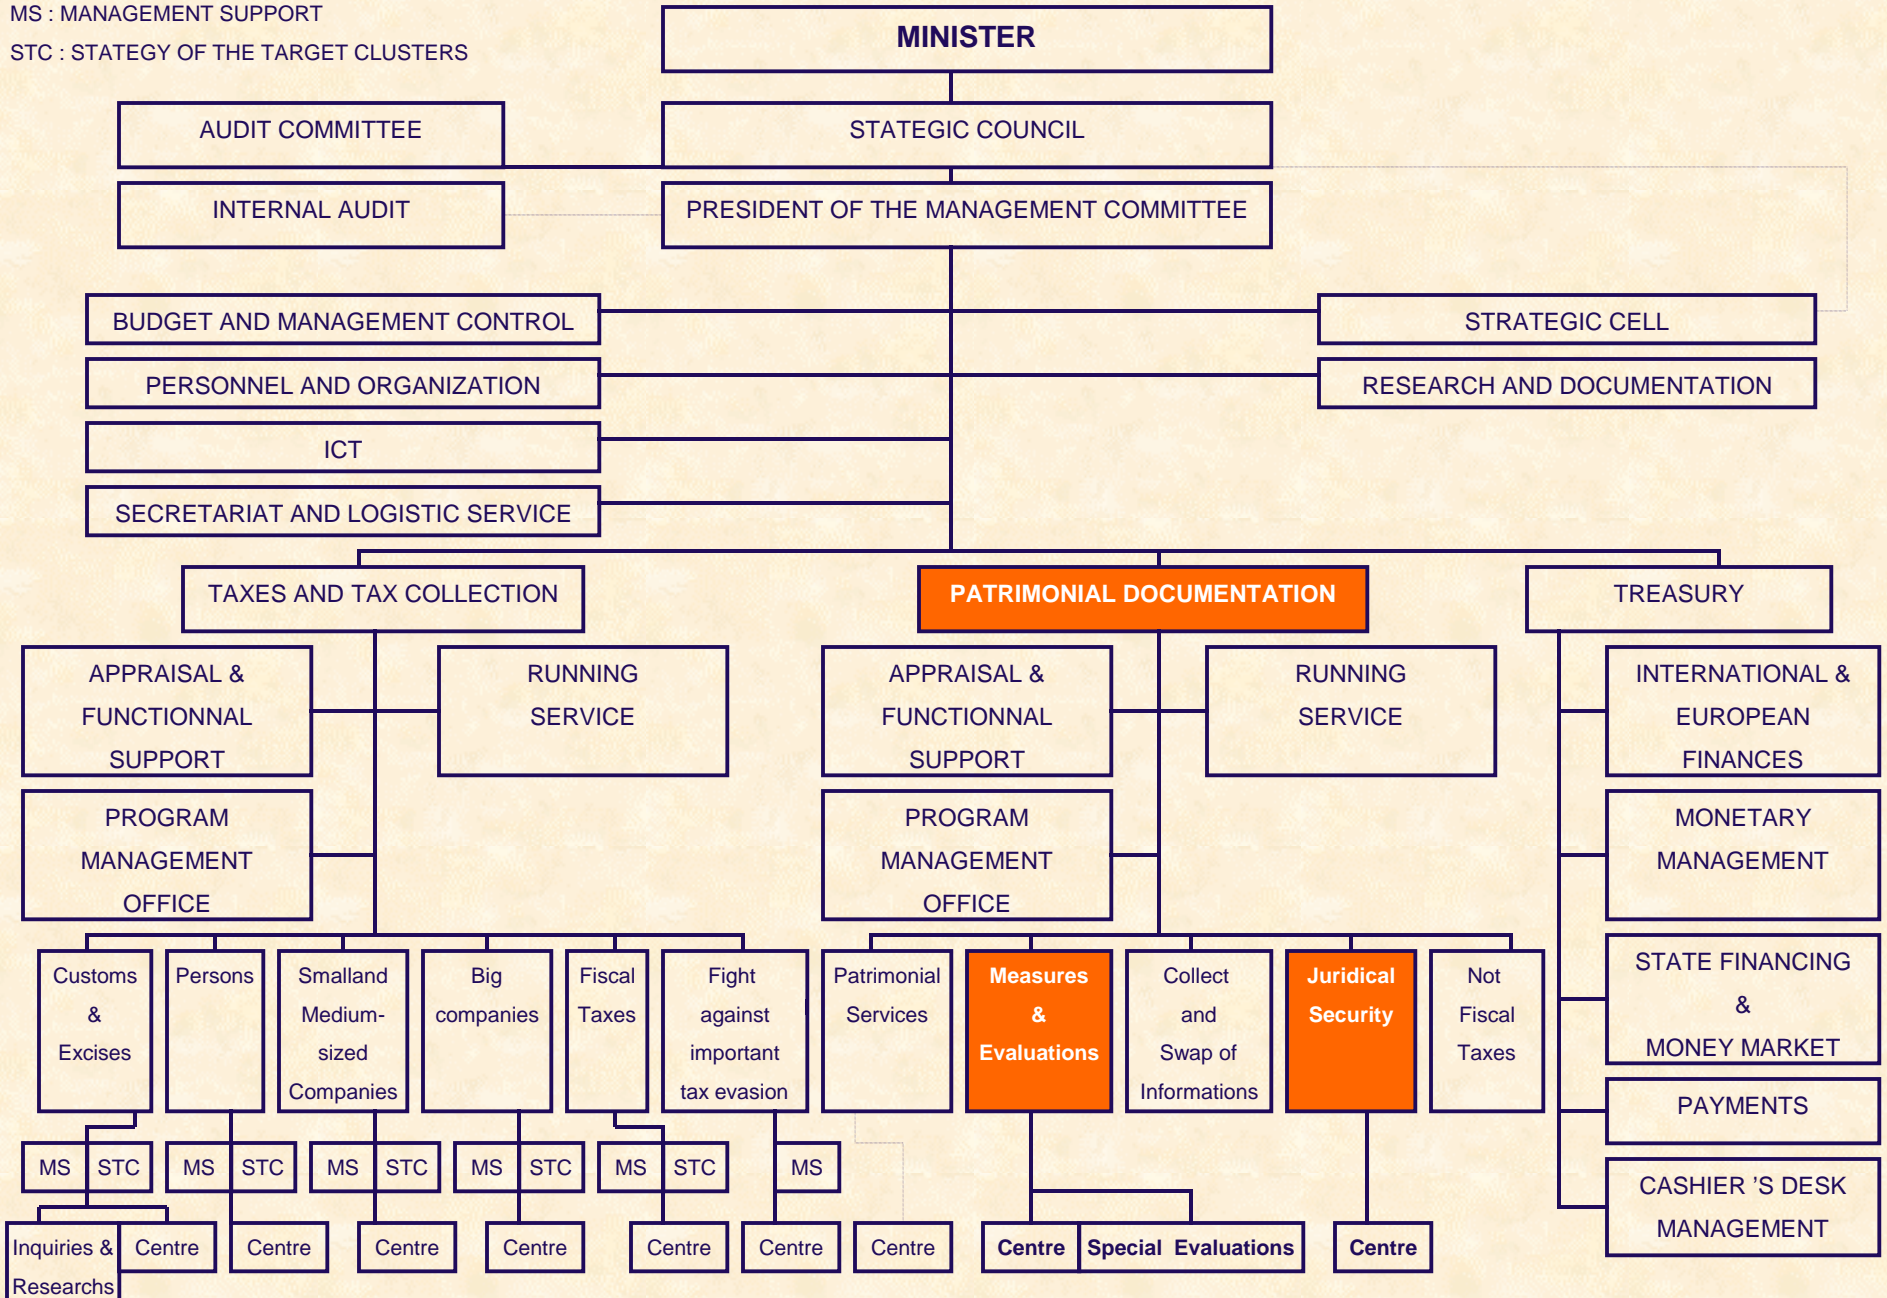 MS : MANAGEMENT SUPPORT
STC : STATEGY OF THE TARGET CLUSTERS
MINISTER
AUDIT COMMITTEE
STATEGIC COUNCIL
INTERNAL AUDIT
PRESIDENT OF THE MANAGEMENT COMMITTEE
BUDGET AND MANAGEMENT CONTROL
STRATEGIC CELL
PERSONNEL AND ORGANIZATION
RESEARCH AND DOCUMENTATION
ICT
SECRETARIAT AND LOGISTIC SERVICE
TAXES AND TAX COLLECTION
PATRIMONIAL DOCUMENTATION
TREASURY
APPRAISAL &
FUNCTIONNAL
SUPPORT
RUNNING
SERVICE
APPRAISAL &
FUNCTIONNAL
SUPPORT
RUNNING
SERVICE
INTERNATIONAL &
EUROPEAN
FINANCES
PROGRAM
MANAGEMENT
OFFICE
PROGRAM
MANAGEMENT
OFFICE
MONETARY
MANAGEMENT
STATE FINANCING
&
MONEY MARKET
PAYMENTS
CASHIER ’S DESK
MANAGEMENT
Customs
&
Excises
Persons
Smalland
Medium-
sized
Companies
Big
companies
Fiscal
Taxes
Fight
against
important
tax evasion
Patrimonial
Services
Measures
&
Evaluations
Collect
and
Swap of
Informations
Juridical
Security
Not
Fiscal
Taxes
MS
STC
MS
STC
MS
STC
MS
STC
MS
STC
MS
Inquiries &
Researchs
Centre
Centre
Centre
Centre
Centre
Centre
Centre
Centre
Special Evaluations
Centre